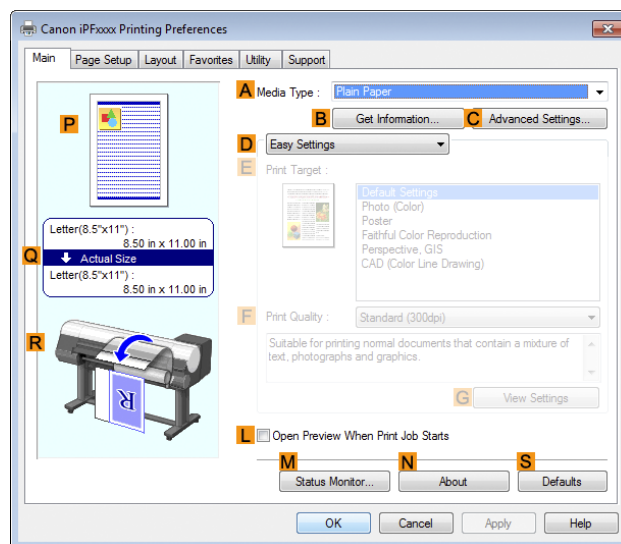 Canon iPFxxxx Printing Preferences
Main Page Setup Layout Favorites Utility Support
A Media Type : Plain Paper
B Get Information... C Advanced Settings...
D Easy Settings
E Print Target :
Default Settings
Photo (Color)
Poster
Faithful Color Reproduction
Perspective, GIS
CAD (Color Line Drawing)
P
Letter(8.5"x11") :
8.50 in x 11.00 in
Q Actual Size
Letter(8.5"x11") :
8.50 in x 11.00 in
F Print Quality : Standard (300dpi)
Suitable for printing normal documents that contain a mixture of
text, photographs and graphics.
G View Settings
R
R
L Open Preview When Print Job Starts
M N S
Status Monitor... About Defaults
OK Cancel Apply Help